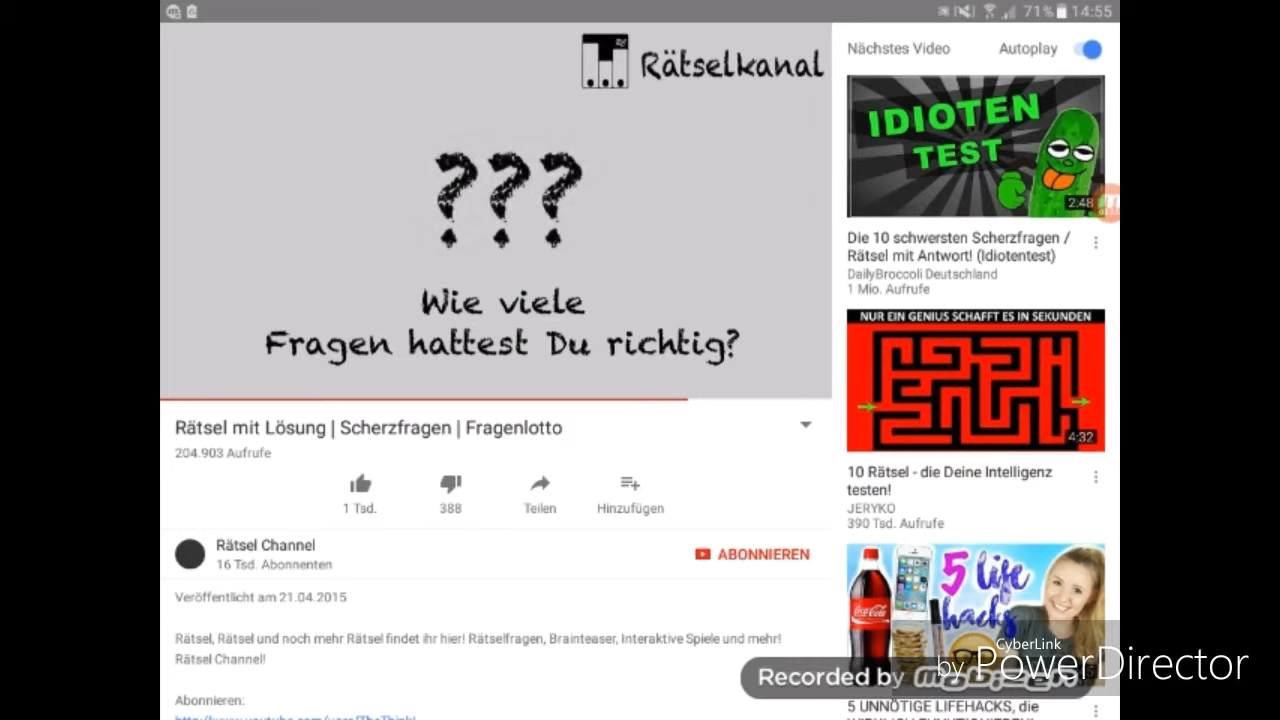 71% 14:55
Rätselkanal
???
Wie viele
Fragen hattest Du richtig?
Rätsel mit Lösung | Scherzfragen | Fragenlotto
204.903 Aufrufe
1 Tsd.
388
Teilen
Hinzufügen
Rätsel Channel
16 Tsd. Abonnenten
ABONNIEREN
Veröffentlicht am 21.04.2015
Rätsel, Rätsel und noch mehr Rätsel findet ihr hier! Rätselfragen, Brainteaser, Interaktive Spiele und mehr!
Rätsel Channel!
Abonnieren:
Nächstes Video
Autoplay
IDIOTEN
TEST
2:48
Die 10 schwersten Scherzfragen /
Rätsel mit Antwort! (Idiotentest)
DailyBroccoli Deutschland
1 Mio. Aufrufe
NUR EIN GENIUS SCHAFFT ES IN SEKUNDEN
4:32
10 Rätsel - die Deine Intelligenz
testen!
JERYKO
390 Tsd. Aufrufe
5 life
hacks
Coca-Cola
5 UNNÖTIGE LIFEHACKS, die
Recorded by mobizen
CyberLink
by PowerDirector